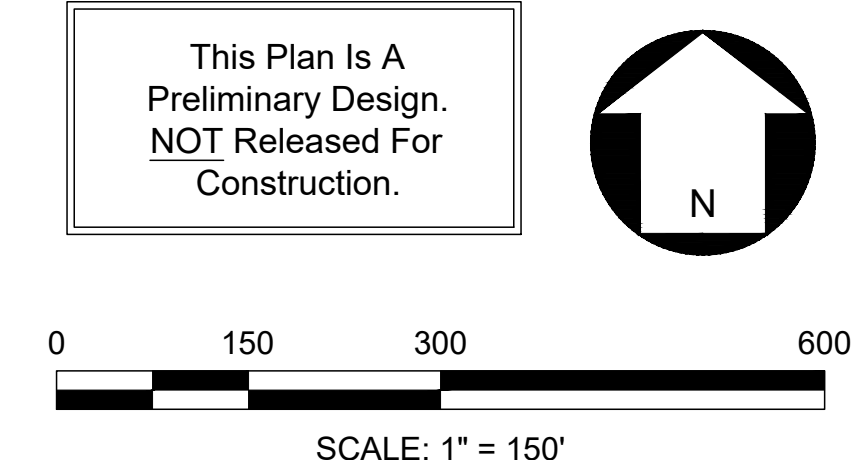 This Plan Is A
Preliminary Design.
NOT Released For
Construction.
N
0 150 300 600
SCALE: 1" = 150'